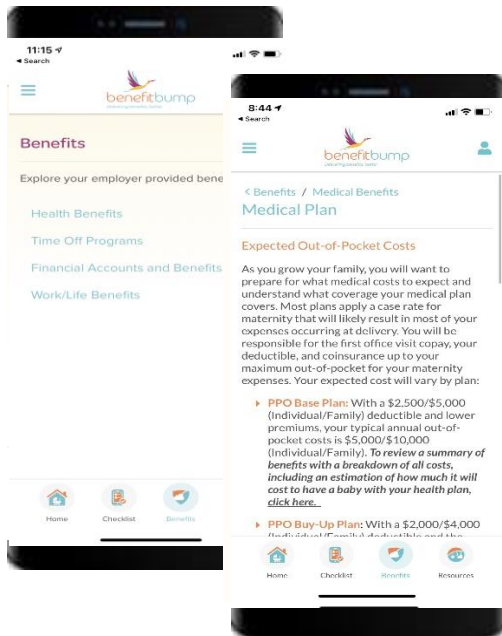 11:15
◄ Search
benefitbump
Benefits
Explore your employer provided bene
Health Benefits
Time Off Programs
Financial Accounts and Benefits
Work/Life Benefits
Home
Checklist
Benefits
8:44
◄ Search
benefitbump
< Benefits / Medical Benefits
Medical Plan
Expected Out-of-Pocket Costs
As you grow your family, you will want to
prepare for what medical costs to expect and
understand what coverage your medical plan
covers. Most plans apply a case rate for
maternity that will likely result in most of your
expenses occurring at delivery. You will be
responsible for the first office visit copay, your
deductible, and coinsurance up to your
maximum out-of-pocket for your maternity
expenses. Your expected cost will vary by plan:
PPO Base Plan: With a $2,500/$5,000
(Individual/Family) deductible and lower
premiums, your typical annual out-of-
pocket costs is $5,000/$10,000
(Individual/Family). To review a summary of
benefits with a breakdown of all costs,
including an estimation of how much it will
cost to have a baby with your health plan,
click here.
PPO Buy-Up Plan: With a $2,000/$4,000
(Individual/Family) deductible and the
Home
Checklist
Benefits
Resources